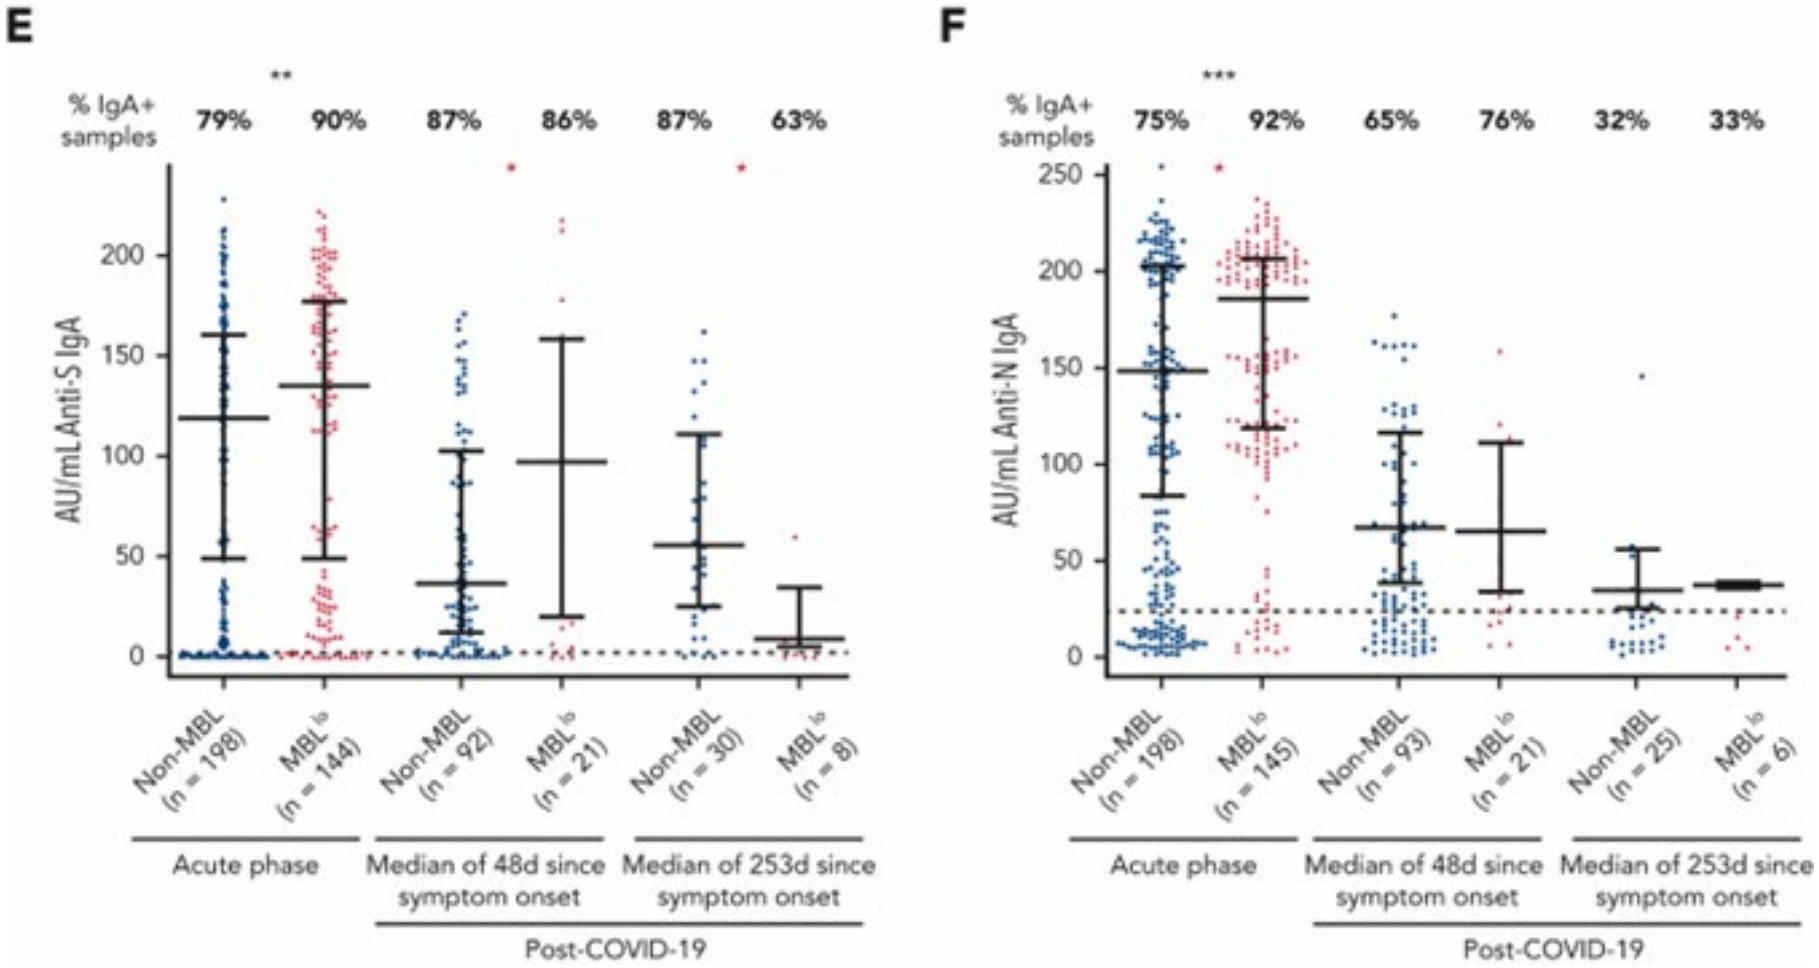 E
**
% IgA+
samples
79% 90% 87% 86% 87% 63%
* *
AU/mL Anti-S IgA
200
150
100
50
0
Non-MBL
(n = 198)
MBL^lo
(n = 144)
Non-MBL
(n = 92)
MBL^lo
(n = 21)
Non-MBL
(n = 30)
MBL^lo
(n = 8)
Acute phase
Median of 48d since
symptom onset
Median of 253d since
symptom onset
Post-COVID-19
F
***
% IgA+
samples
75% 92% 65% 76% 32% 33%
*
AU/mL Anti-N IgA
250
200
150
100
50
0
Non-MBL
(n = 198)
MBL^lo
(n = 145)
Non-MBL
(n = 93)
MBL^lo
(n = 21)
Non-MBL
(n = 25)
MBL^lo
(n = 6)
Acute phase
Median of 48d since
symptom onset
Median of 253d since
symptom onset
Post-COVID-19